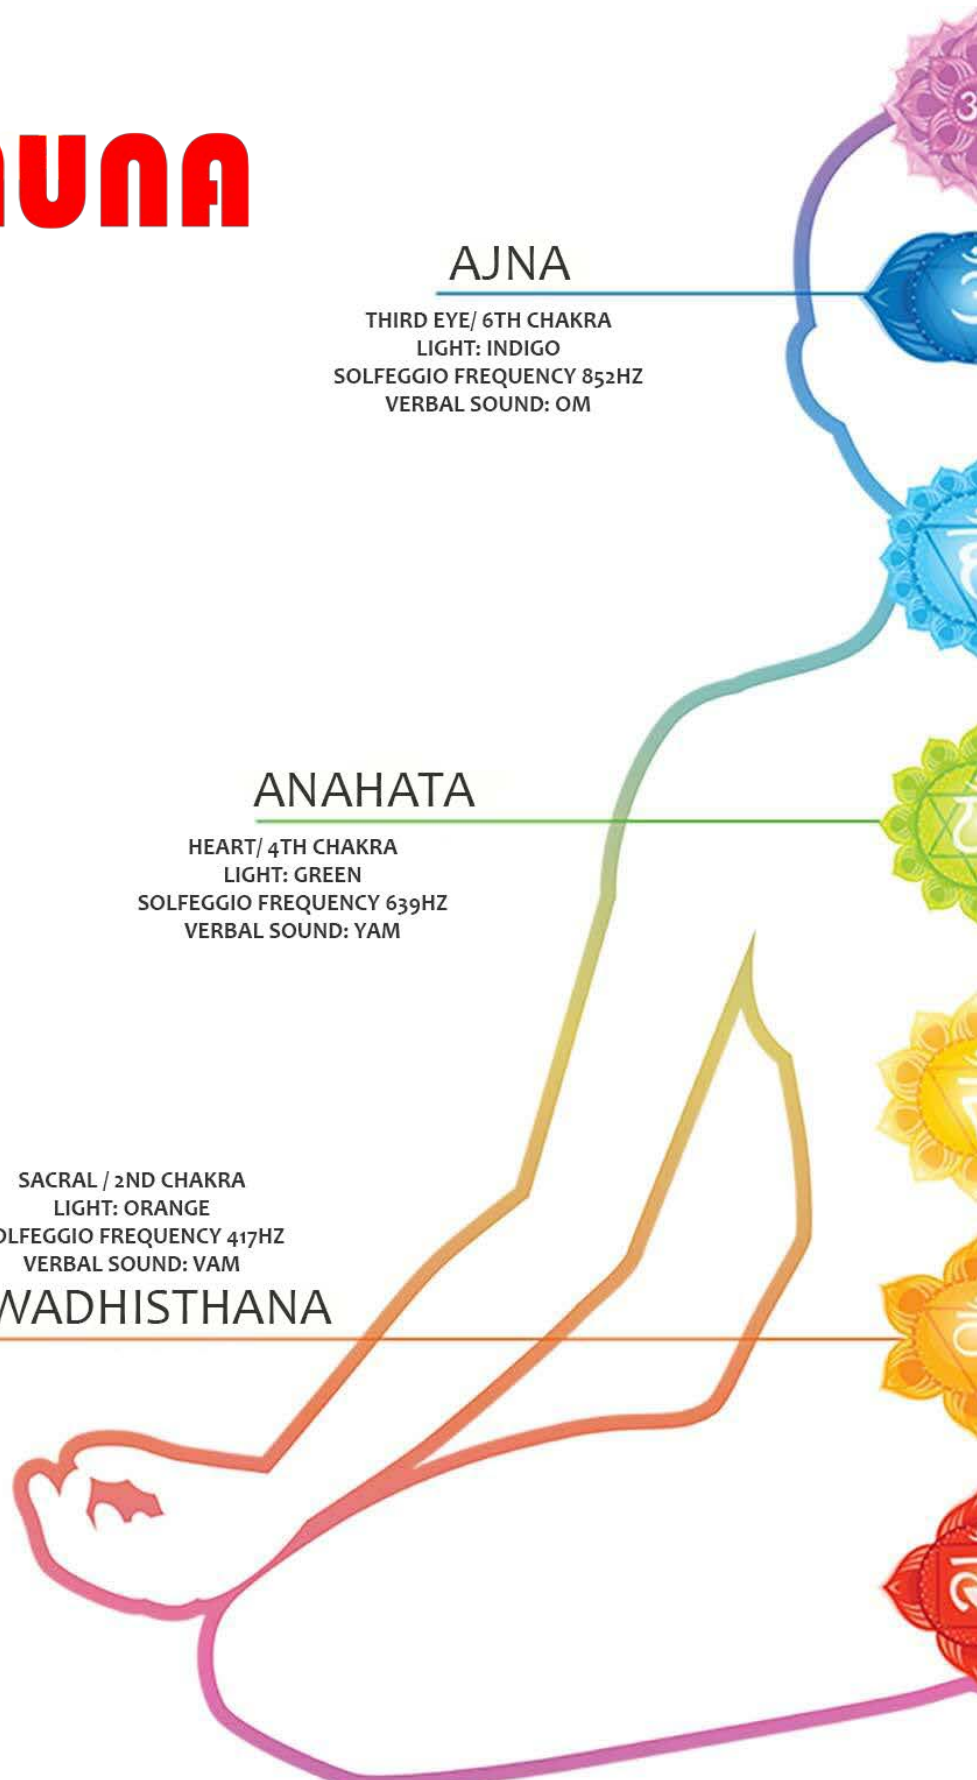 UNA
AJNA
THIRD EYE/ 6TH CHAKRA
LIGHT: INDIGO
SOLFEGGIO FREQUENCY 852HZ
VERBAL SOUND: OM
ANAHATA
HEART/ 4TH CHAKRA
LIGHT: GREEN
SOLFEGGIO FREQUENCY 639HZ
VERBAL SOUND: YAM
SACRAL / 2ND CHAKRA
LIGHT: ORANGE
OLFEGGIO FREQUENCY 417HZ
VERBAL SOUND: VAM
WADHISTHANA